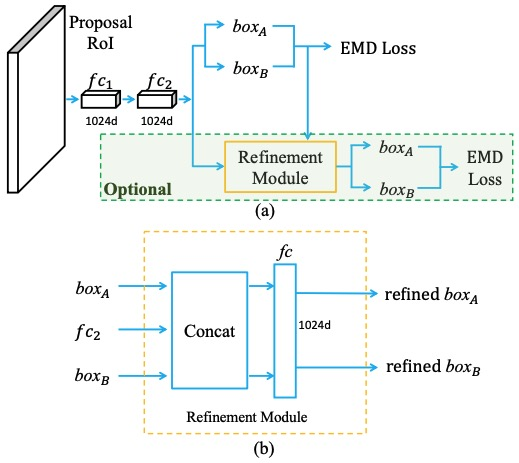 Proposal
RoI
fc1
fc2
1024d
1024d
boxA
boxB
EMD Loss
Optional
Refinement
Module
boxA
boxB
EMD
Loss
(a)
boxA
fc2
boxB
Concat
fc
1024d
refined boxA
refined boxB
Refinement Module
(b)